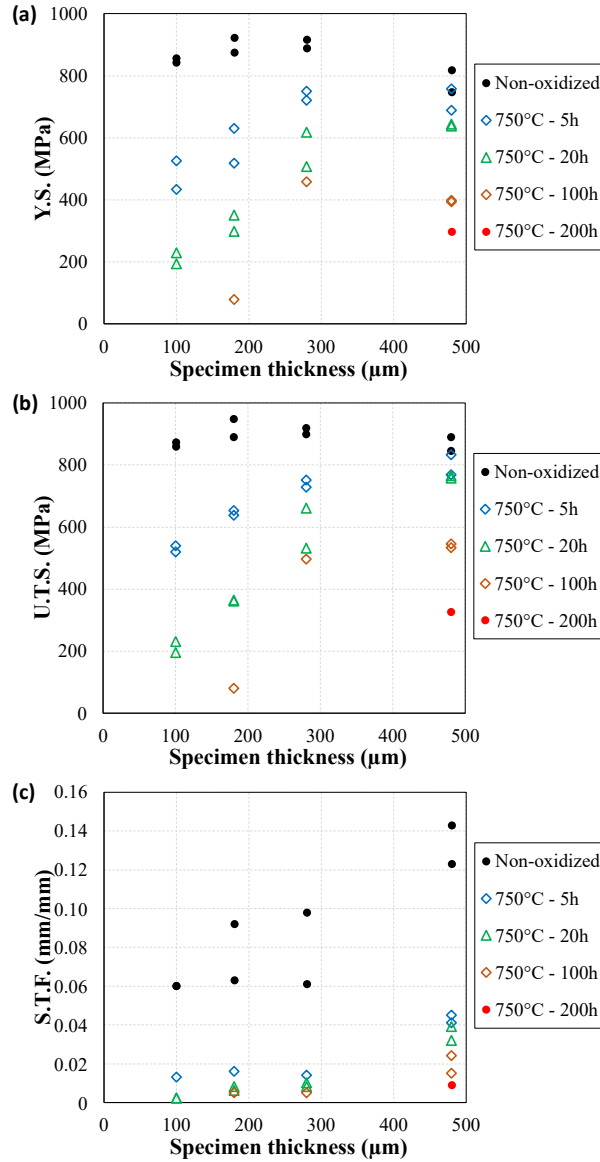 (a)
1000
800
600
400
200
0
Y.S. (MPa)
0 100 200 300 400 500
Specimen thickness (µm)
Non-oxidized
750°C - 5h
750°C - 20h
750°C - 100h
750°C - 200h
(b)
1000
800
600
400
200
0
U.T.S. (MPa)
0 100 200 300 400 500
Specimen thickness (µm)
Non-oxidized
750°C - 5h
750°C - 20h
750°C - 100h
750°C - 200h
(c)
0.16
0.14
0.12
0.10
0.08
0.06
0.04
0.02
0
S.T.F. (mm/mm)
0 100 200 300 400 500
Specimen thickness (µm)
Non-oxidized
750°C - 5h
750°C - 20h
750°C - 100h
750°C - 200h